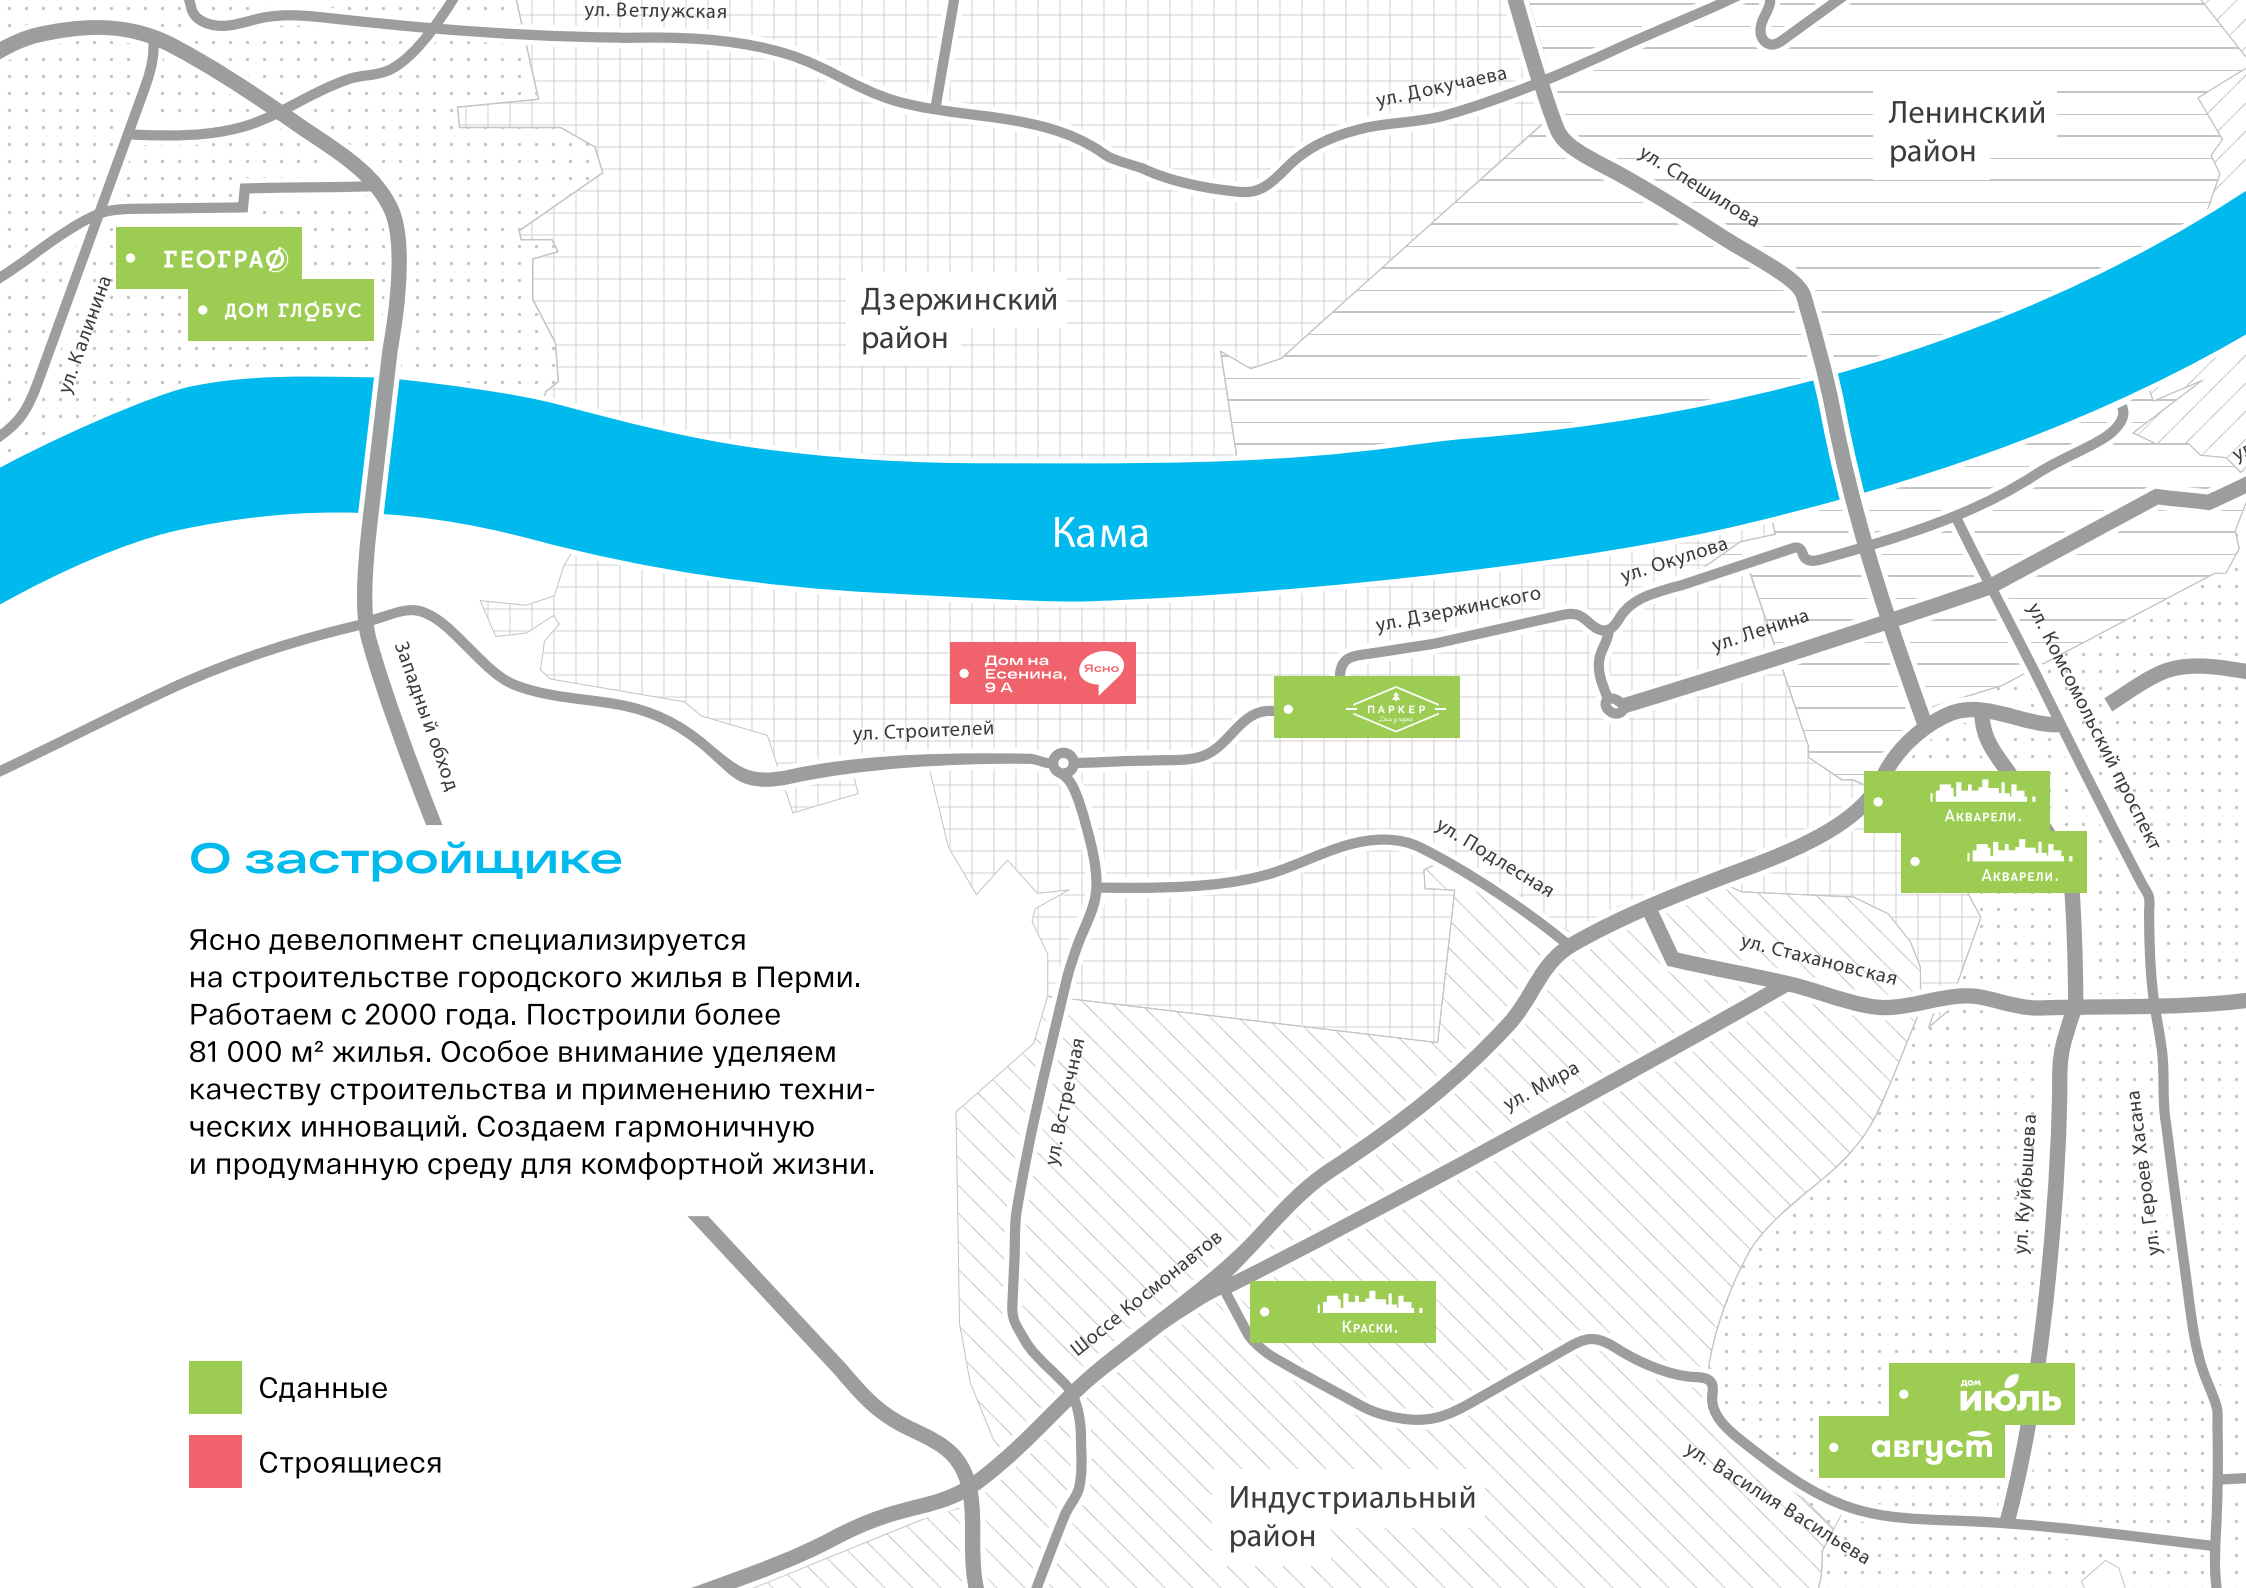 ул. Ветлужская
ул. Докучаева
Ленинский
район
ул. Спешилова
ГЕОГРАФ
ДОМ ГЛОБУС
ул. Калинина
Дзержинский
район
Кама
ул. Окулова
ул. Дзержинского
ул. Ленина
ул. Комсомольский проспект
Западный обход
Дом на
Есенина,
9 А
Ясно
ПАРКЕР
ул. Строителей
Акварели.
Акварели.
ул. Подлесная
ул. Стахановская
О застройщике
Ясно девелопмент специализируется
на строительстве городского жилья в Перми.
Работаем с 2000 года. Построили более
81 000 м² жилья. Особое внимание уделяем
качеству строительства и применению техни-
ческих инноваций. Создаем гармоничную
и продуманную среду для комфортной жизни.
ул. Встречная
ул. Мира
ул. Куйбышева
ул. Героев Хасана
Шоссе Космонавтов
Краски.
Сданные
Строящиеся
дом
июль
август
ул. Василия Васильева
Индустриальный
район